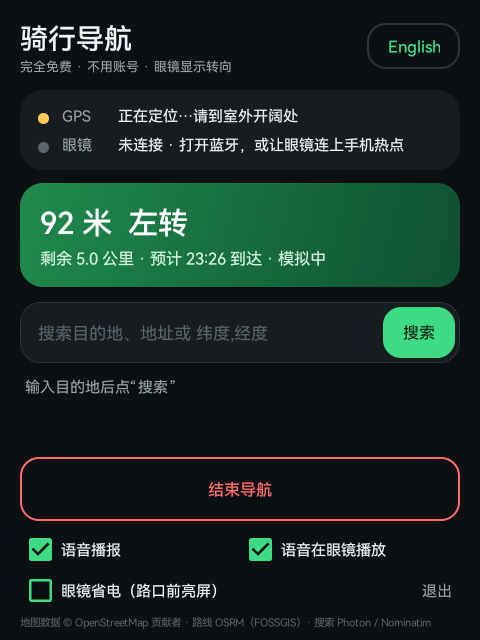 骑行导航
English
完全免费 · 不用账号 · 眼镜显示转向
GPS 正在定位…请到室外开阔处
眼镜 未连接 · 打开蓝牙，或让眼镜连上手机热点
92 米 左转
剩余 5.0 公里 · 预计 23:26 到达 · 模拟中
搜索目的地、地址或 纬度,经度
搜索
输入目的地后点“搜索”
结束导航
语音播报 语音在眼镜播放
眼镜省电（路口前亮屏） 退出
地图数据 © OpenStreetMap 贡献者 · 路线 OSRM（FOSSGIS）· 搜索 Photon / Nominatim